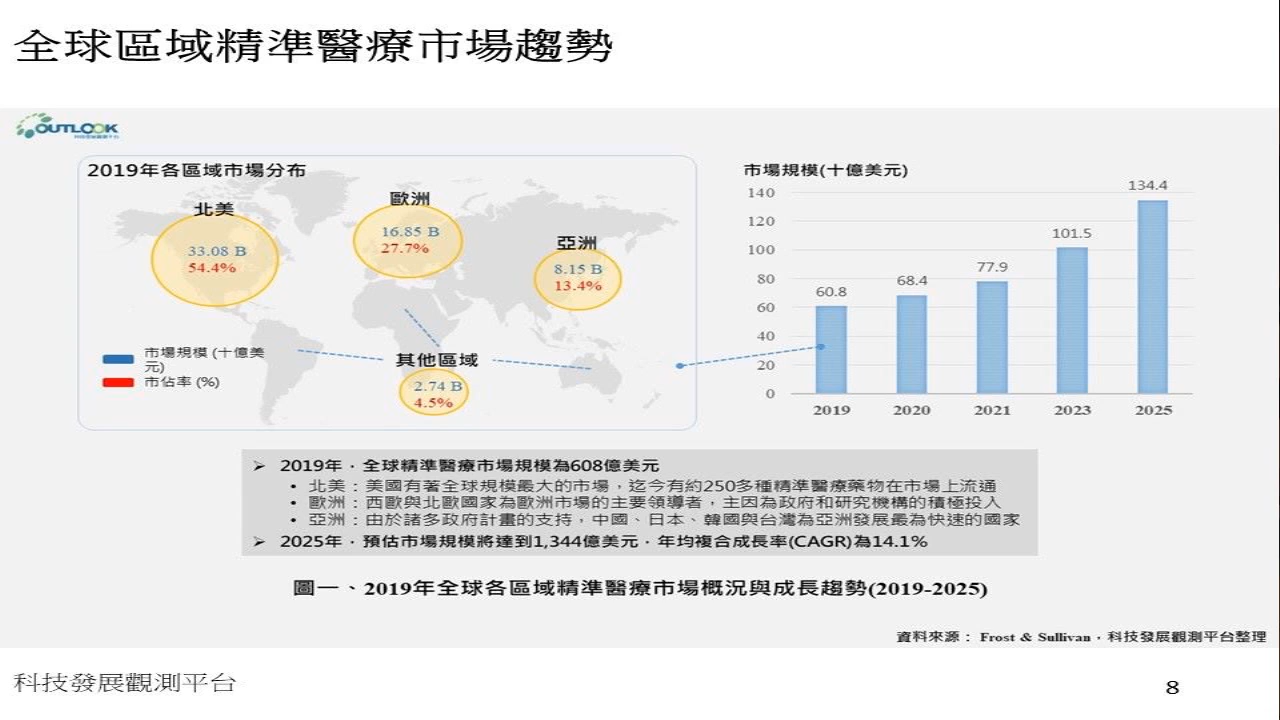 全球區域精準醫療市場趨勢
OUTLOOK
2019年各區域市場分布
北美
33.08 B
54.4%
歐洲
16.85 B
27.7%
亞洲
8.15 B
13.4%
其他區域
2.74 B
4.5%
市場規模 (十億美
元)
市佔率 (%)
市場規模(十億美元)
140
120
100
80
60
40
20
0
60.8
68.4
77.9
101.5
134.4
2019 2020 2021 2023 2025
➢ 2019年，全球精準醫療市場規模為608億美元
• 北美：美國有著全球規模最大的市場，迄今有約250多種精準醫療藥物在市場上流通
• 歐洲：西歐與北歐國家為歐洲市場的主要領導者，主因為政府和研究機構的積極投入
• 亞洲：由於諸多政府計畫的支持，中國、日本、韓國與台灣為亞洲發展最為快速的國家
➢ 2025年，預估市場規模將達到1,344億美元，年均複合成長率(CAGR)為14.1%
圖一、2019年全球各區域精準醫療市場概況與成長趨勢(2019-2025)
資料來源： Frost & Sullivan，科技發展觀測平台整理
科技發展觀測平台
8